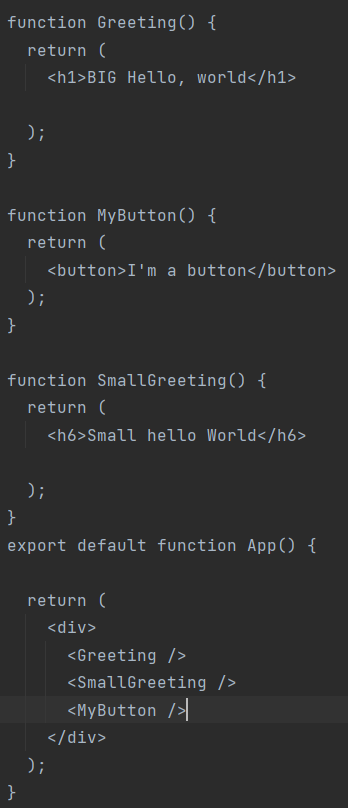 function Greeting() {
  return (
    <h1>BIG Hello, world</h1>

  );
}

function MyButton() {
  return (
    <button>I'm a button</button>
  );
}

function SmallGreeting() {
  return (
    <h6>Small hello World</h6>

  );
}
export default function App() {

  return (
    <div>
      <Greeting />
      <SmallGreeting />
      <MyButton />
    </div>
  );
}